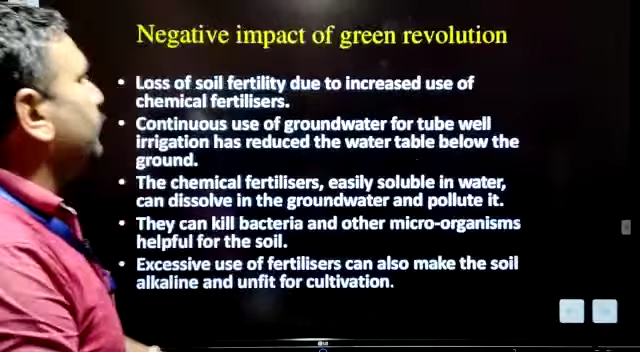 Negative impact of green revolution
• Loss of soil fertility due to increased use of
chemical fertilisers.
• Continuous use of groundwater for tube well
irrigation has reduced the water table below the
ground.
• The chemical fertilisers, easily soluble in water,
can dissolve in the groundwater and pollute it.
• They can kill bacteria and other micro-organisms
helpful for the soil.
• Excessive use of fertilisers can also make the soil
alkaline and unfit for cultivation.